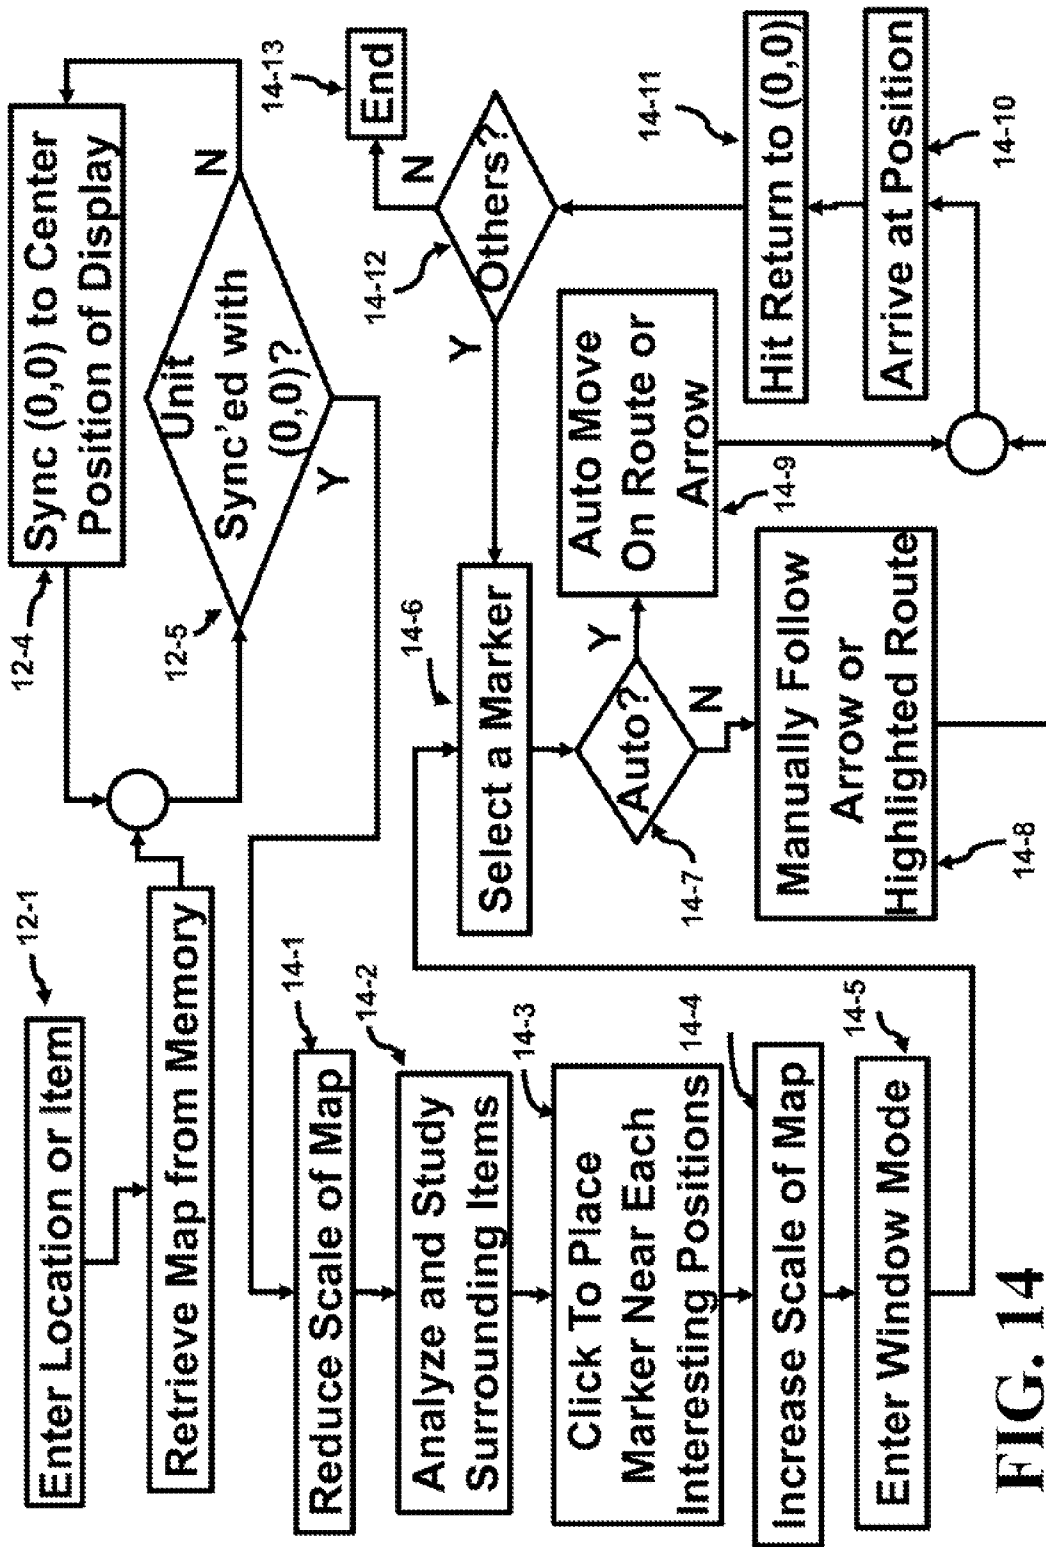 12-1
Enter Location or Item
Retrieve Map from Memory
12-4
Sync (0,0) to Center
Position of Display
12-5
Unit
Sync'ed with
(0,0)?
N
Y
14-1
Reduce Scale of Map
14-2
Analyze and Study
Surrounding Items
14-3
Click To Place
Marker Near Each
Interesting Positions
14-4
Increase Scale of Map
14-5
Enter Window Mode
14-6
Select a Marker
14-7
Auto?
Y
N
14-8
Manually Follow
Arrow or
Highlighted Route
14-9
Auto Move
On Route or
Arrow
14-10
Arrive at Position
14-11
Hit Return to (0,0)
14-12
Others?
Y
N
14-13
End
FIG. 14